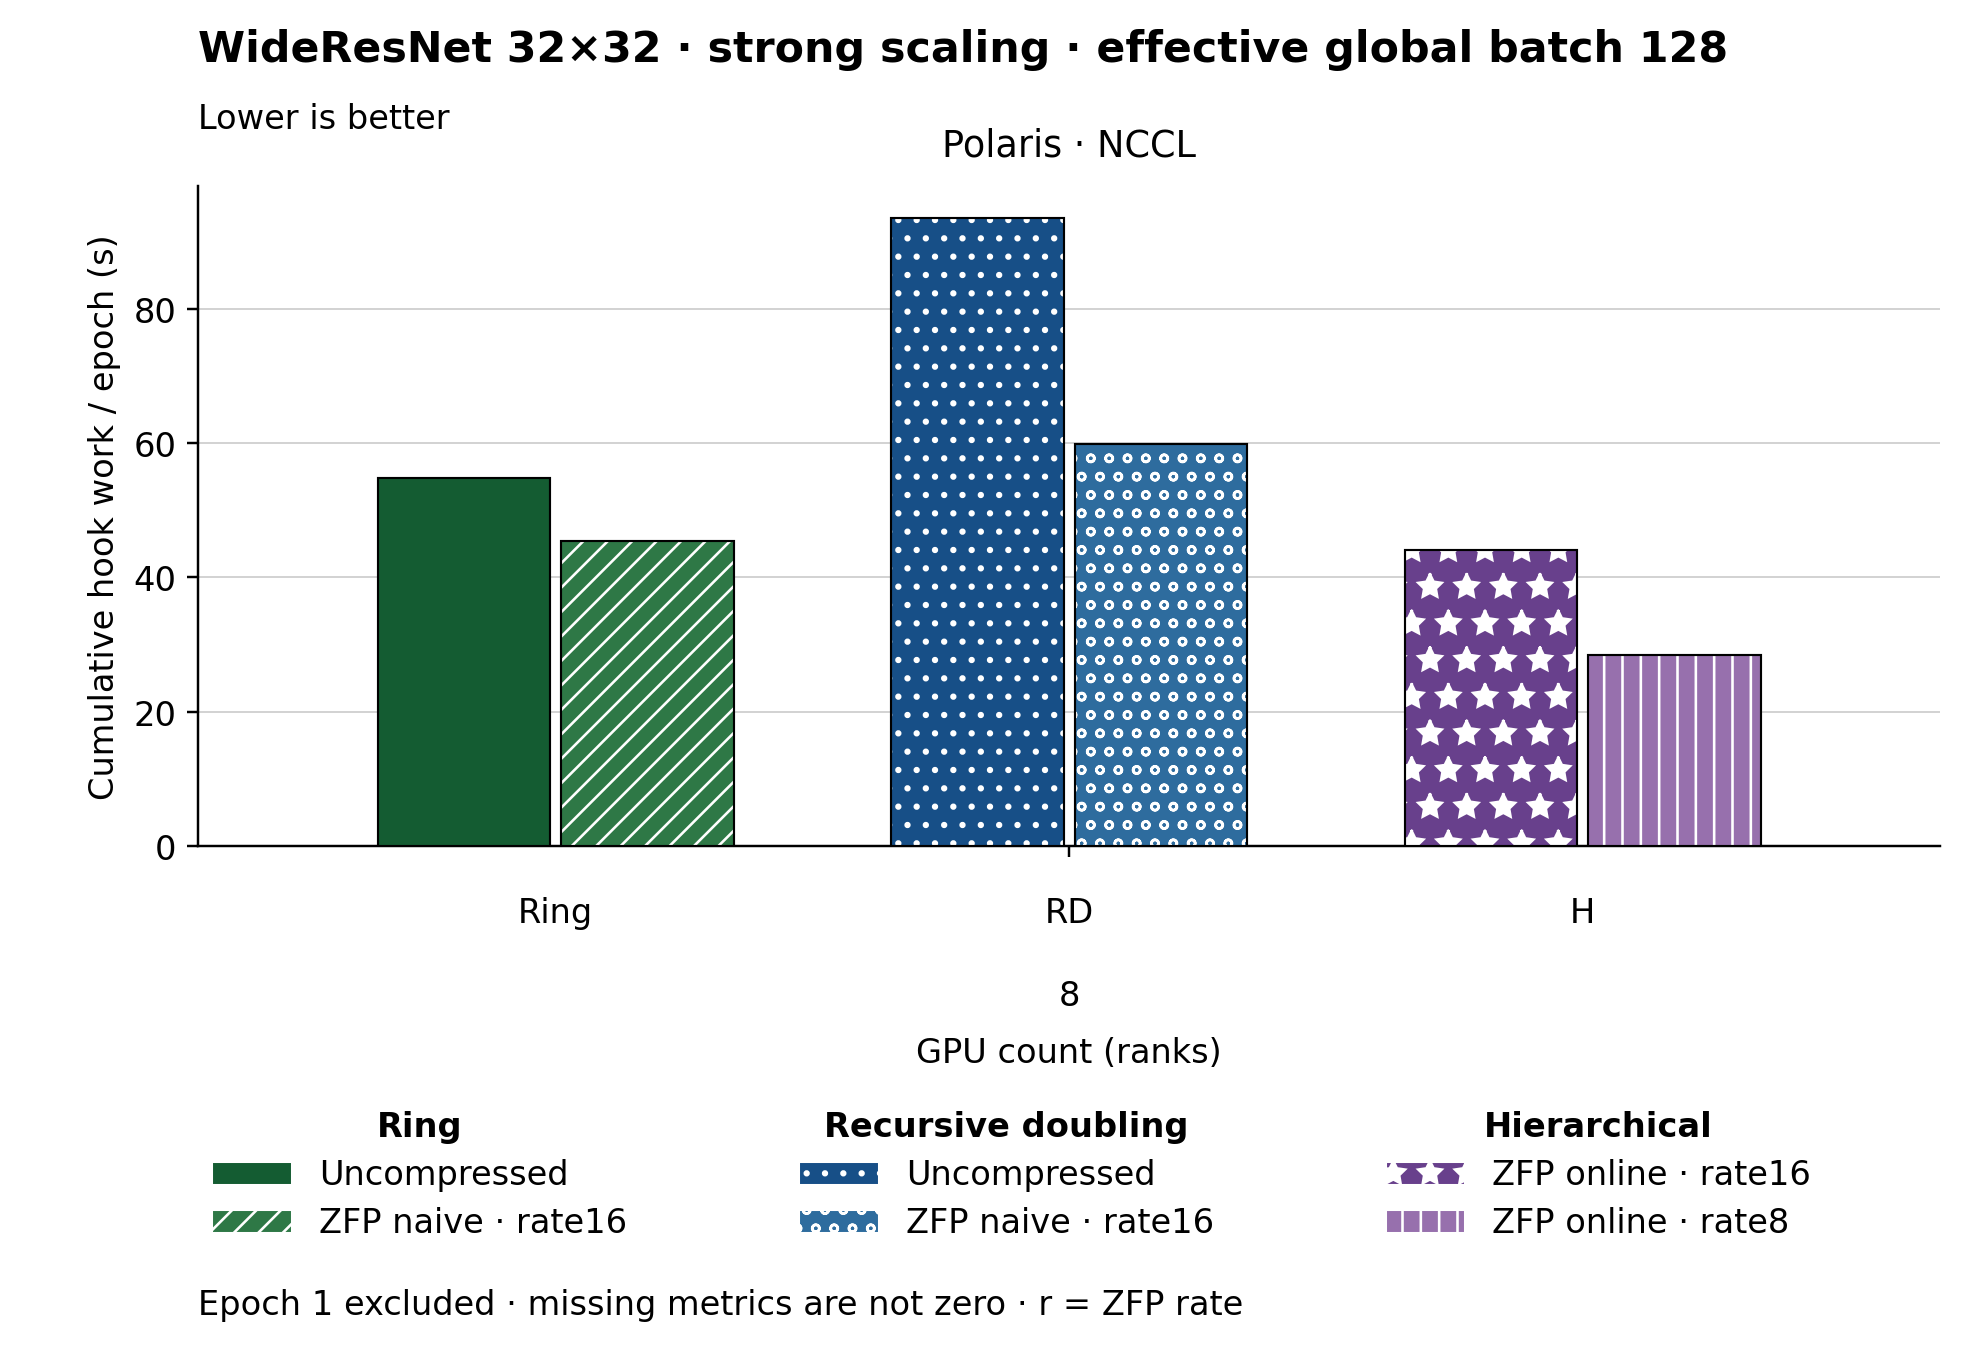 WideResNet 32×32 · strong scaling · effective global batch 128
Lower is better
Polaris · NCCL
Cumulative hook work / epoch (s)
80
60
40
20
0
Ring RD H
8
GPU count (ranks)
Ring
Uncompressed
ZFP naive · rate16
Recursive doubling
Uncompressed
ZFP naive · rate16
Hierarchical
ZFP online · rate16
ZFP online · rate8
Epoch 1 excluded · missing metrics are not zero · r = ZFP rate